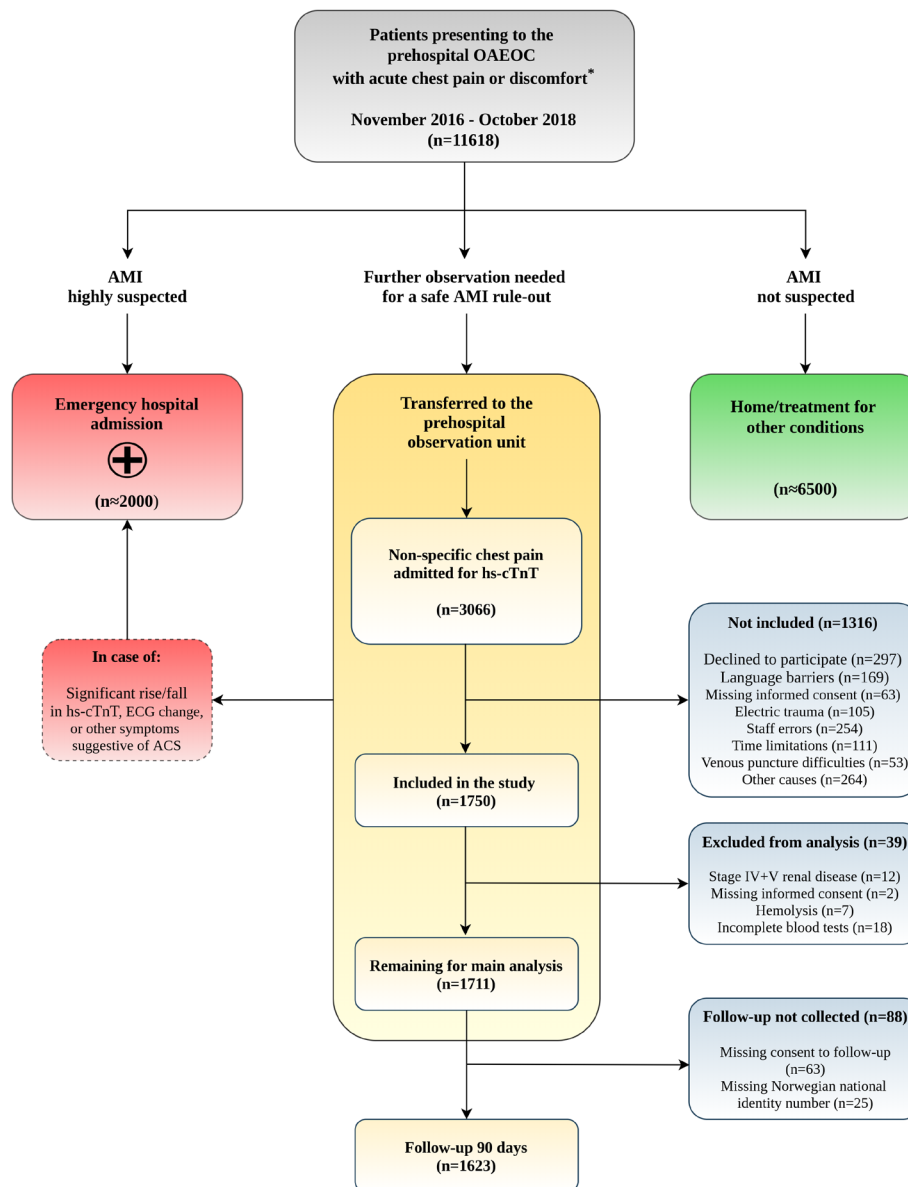 Patients presenting to the
prehospital OAEOC
with acute chest pain or discomfort*
November 2016 - October 2018
(n=11618)
AMI
highly suspected
Further observation needed
for a safe AMI rule-out
AMI
not suspected
Emergency hospital
admission
(n≈2000)
Transferred to the
prehospital
observation unit
Home/treatment for
other conditions
(n≈6500)
Non-specific chest pain
admitted for hs-cTnT
(n=3066)
In case of:
Significant rise/fall
in hs-cTnT, ECG change,
or other symptoms
suggestive of ACS
Not included (n=1316)
Declined to participate (n=297)
Language barriers (n=169)
Missing informed consent (n=63)
Electric trauma (n=105)
Staff errors (n=254)
Time limitations (n=111)
Venous puncture difficulties (n=53)
Other causes (n=264)
Included in the study
(n=1750)
Excluded from analysis (n=39)
Stage IV+V renal disease (n=12)
Missing informed consent (n=2)
Hemolysis (n=7)
Incomplete blood tests (n=18)
Remaining for main analysis
(n=1711)
Follow-up not collected (n=88)
Missing consent to follow-up
(n=63)
Missing Norwegian national
identity number (n=25)
Follow-up 90 days
(n=1623)